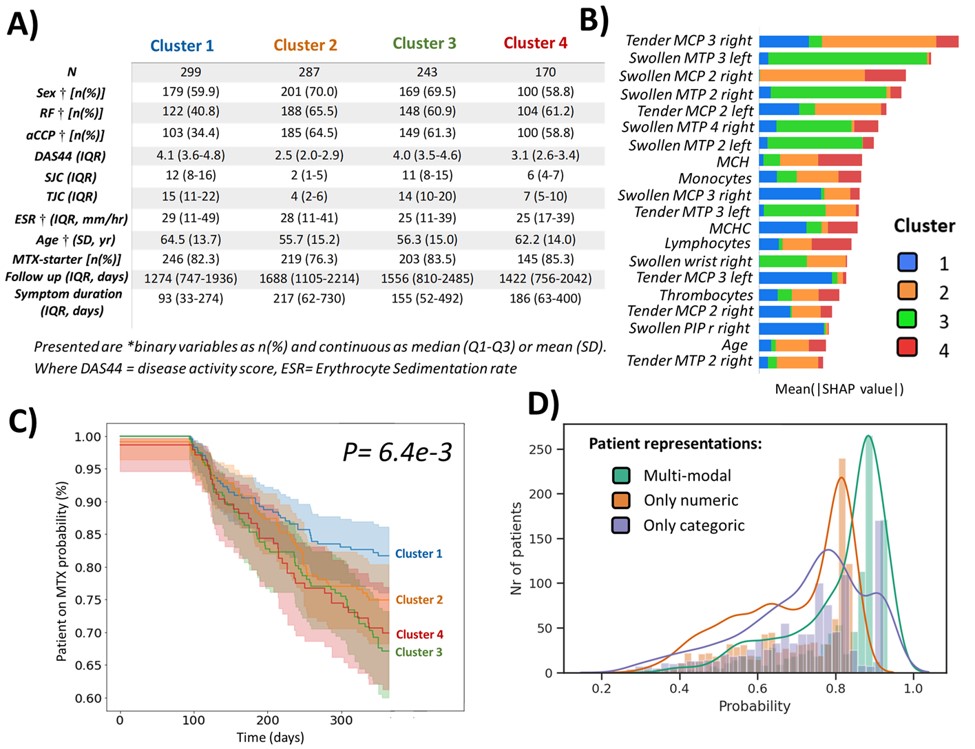 A)
Cluster 1 Cluster 2 Cluster 3 Cluster 4
N 299 287 243 170
Sex † [n(%)] 179 (59.9) 201 (70.0) 169 (69.5) 100 (58.8)
RF † [n(%)] 122 (40.8) 188 (65.5) 148 (60.9) 104 (61.2)
aCCP † [n(%)] 103 (34.4) 185 (64.5) 149 (61.3) 100 (58.8)
DAS44 (IQR) 4.1 (3.6-4.8) 2.5 (2.0-2.9) 4.0 (3.5-4.6) 3.1 (2.6-3.4)
SJC (IQR) 12 (8-16) 2 (1-5) 11 (8-15) 6 (4-7)
TJC (IQR) 15 (11-22) 4 (2-6) 14 (10-20) 7 (5-10)
ESR † (IQR, mm/hr) 29 (11-49) 28 (11-41) 25 (11-39) 25 (17-39)
Age † (SD, yr) 64.5 (13.7) 55.7 (15.2) 56.3 (15.0) 62.2 (14.0)
MTX-starter [n(%)] 246 (82.3) 219 (76.3) 203 (83.5) 145 (85.3)
Follow up (IQR, days) 1274 (747-1936) 1688 (1105-2214) 1556 (810-2485) 1422 (756-2042)
Symptom duration
(IQR, days) 93 (33-274) 217 (62-730) 155 (52-492) 186 (63-400)
Presented are *binary variables as n(%) and continuous as median (Q1-Q3) or mean (SD).
Where DAS44 = disease activity score, ESR= Erythrocyte Sedimentation rate
B)
Tender MCP 3 right
Swollen MTP 3 left
Swollen MCP 2 right
Swollen MTP 2 right
Tender MCP 2 left
Swollen MTP 4 right
Swollen MTP 2 left
MCH
Monocytes
Swollen MCP 3 right
Tender MTP 3 left
MCHC
Lymphocytes
Swollen wrist right
Tender MCP 3 left
Thrombocytes
Tender MCP 2 right
Swollen PIP r right
Age
Tender MTP 2 right
Mean(|SHAP value|)
Cluster
1
2
3
4
C)
P= 6.4e-3
Patient on MTX probability (%)
1.00
0.95
0.90
0.85
0.80
0.75
0.70
0.65
0.60
Cluster 1
Cluster 2
Cluster 4
Cluster 3
0 100 200 300
Time (days)
D)
Patient representations:
Multi-modal
Only numeric
Only categoric
Nr of patients
250
200
150
100
50
0
0.2 0.4 0.6 0.8 1.0
Probability